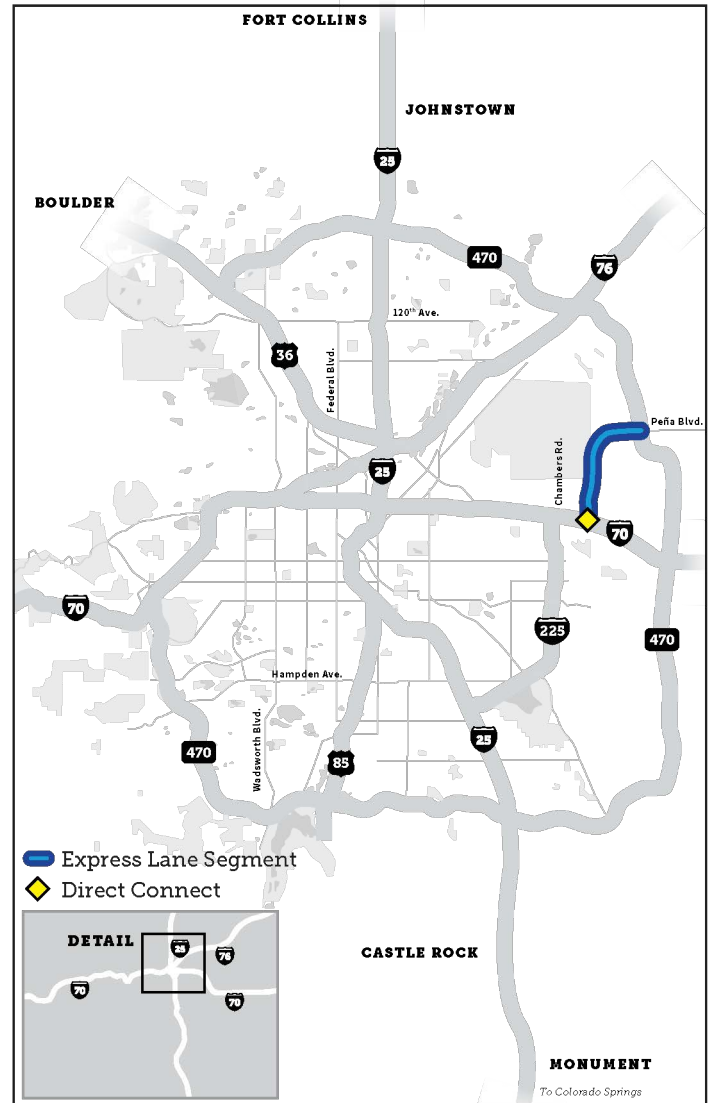 FORT COLLINS
JOHNSTOWN
25
BOULDER
470
76
120th Ave.
36
Federal Blvd.
Peña Blvd.
Chambers Rd.
25
70
70
225
470
Hampden Ave.
Wadsworth Blvd.
25
470
85
Express Lane Segment
Direct Connect
DETAIL
25
76
70
70
CASTLE ROCK
MONUMENT
To Colorado Springs